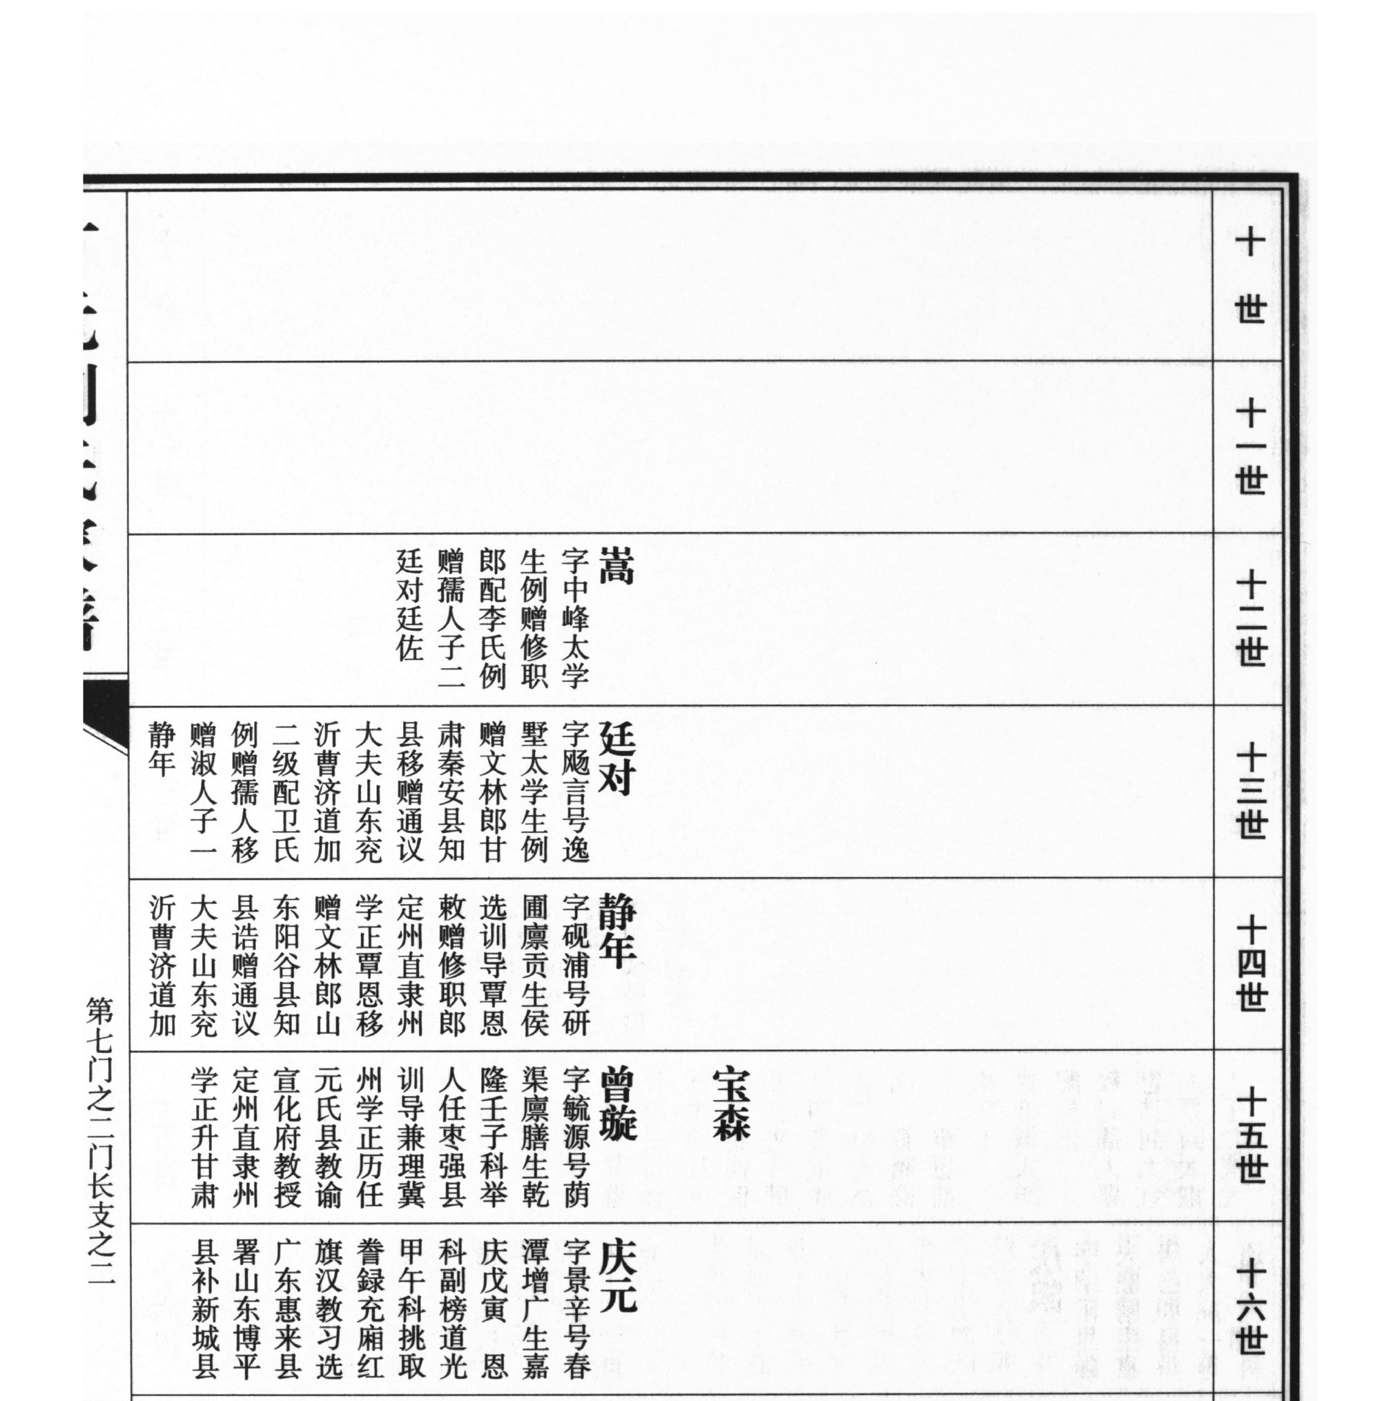 十世
十一世
十二世
嵩
字中峰太学
生例赠修职
郎配李氏例
赠孺人子二
廷对廷佐
十三世
廷对
字飏言号逸
墅太学生例
赠文林郎甘
肃秦安县知
县移赠通议
大夫山东兖
沂曹济道加
二级配卫氏
例赠孺人移
赠淑人子一
静年
十四世
静年
字砚浦号研
圃廪贡生侯
选训导覃恩
敕赠修职郎
定州直隶州
学正覃恩移
赠文林郎山
东阳谷县知
县诰赠通议
大夫山东兖
沂曹济道加
十五世
宝森
曾璇
字毓源号荫
渠廪膳生乾
隆壬子科举
人任枣强县
训导兼理冀
州学正历任
元氏县教谕
宣化府教授
定州直隶州
学正升甘肃
十六世
庆元
字景辛号春
潭增广生嘉
庆戊寅 恩
科副榜道光
甲午科挑取
誊録充厢红
旗汉教习选
广东惠来县
署山东博平
县补新城县
第七门之二门长支之二